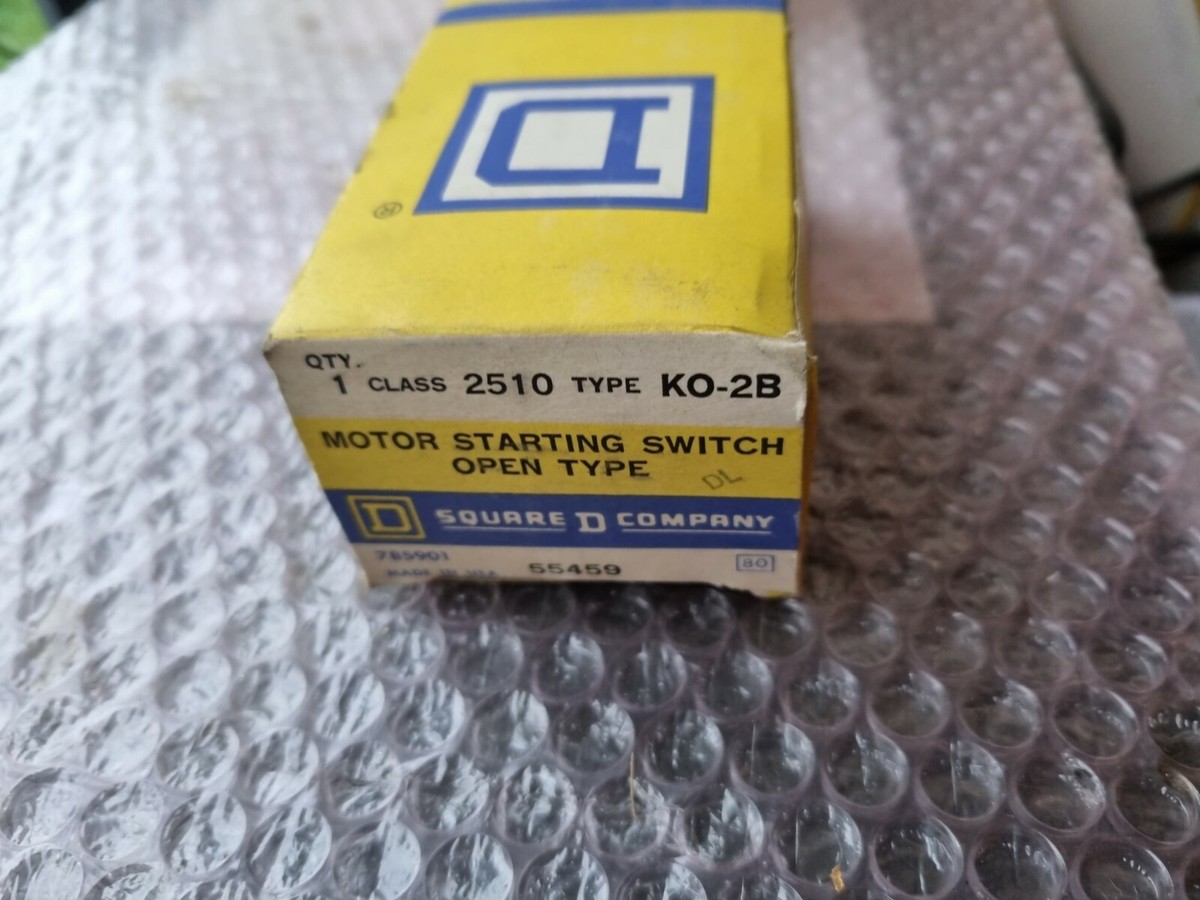 D
®
QTY.
1 CLASS 2510 TYPE KO-2B
MOTOR STARTING SWITCH
OPEN TYPE
DL
D SQUARE D COMPANY
785901
MADE IN USA 55459 80